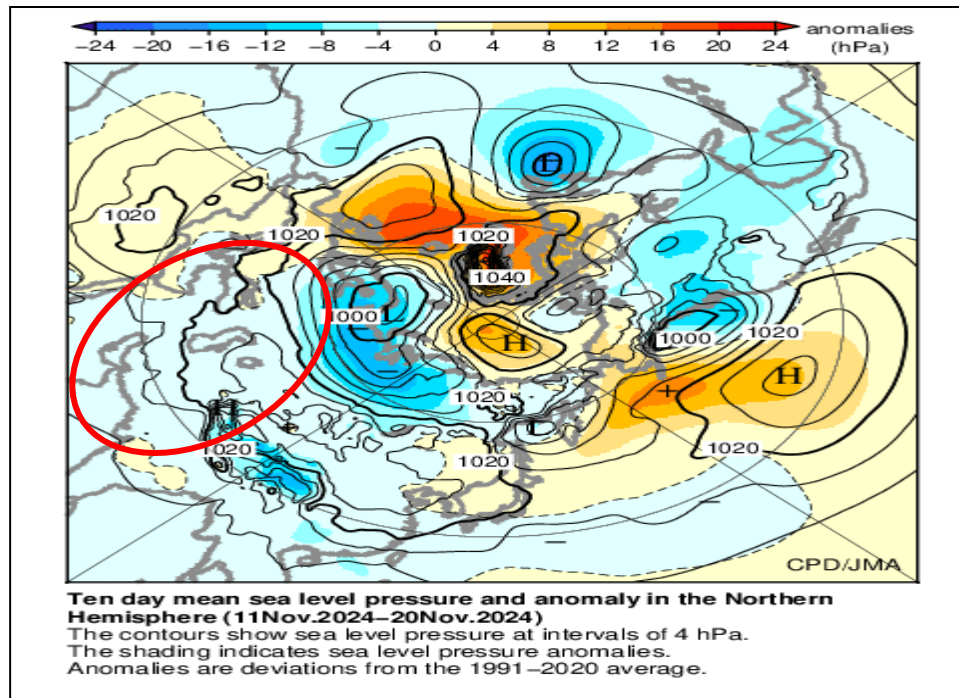 anomalies
−24 −20 −16 −12 −8 −4 0 4 8 12 16 20 24 (hPa)
1020
1020
1020
1040
1000
L
H
1000
1020
H
+
1020
1020
1020
1020
L
CPD/JMA
Ten day mean sea level pressure and anomaly in the Northern
Hemisphere (11Nov.2024−20Nov.2024)
The contours show sea level pressure at intervals of 4 hPa.
The shading indicates sea level pressure anomalies.
Anomalies are deviations from the 1991−2020 average.